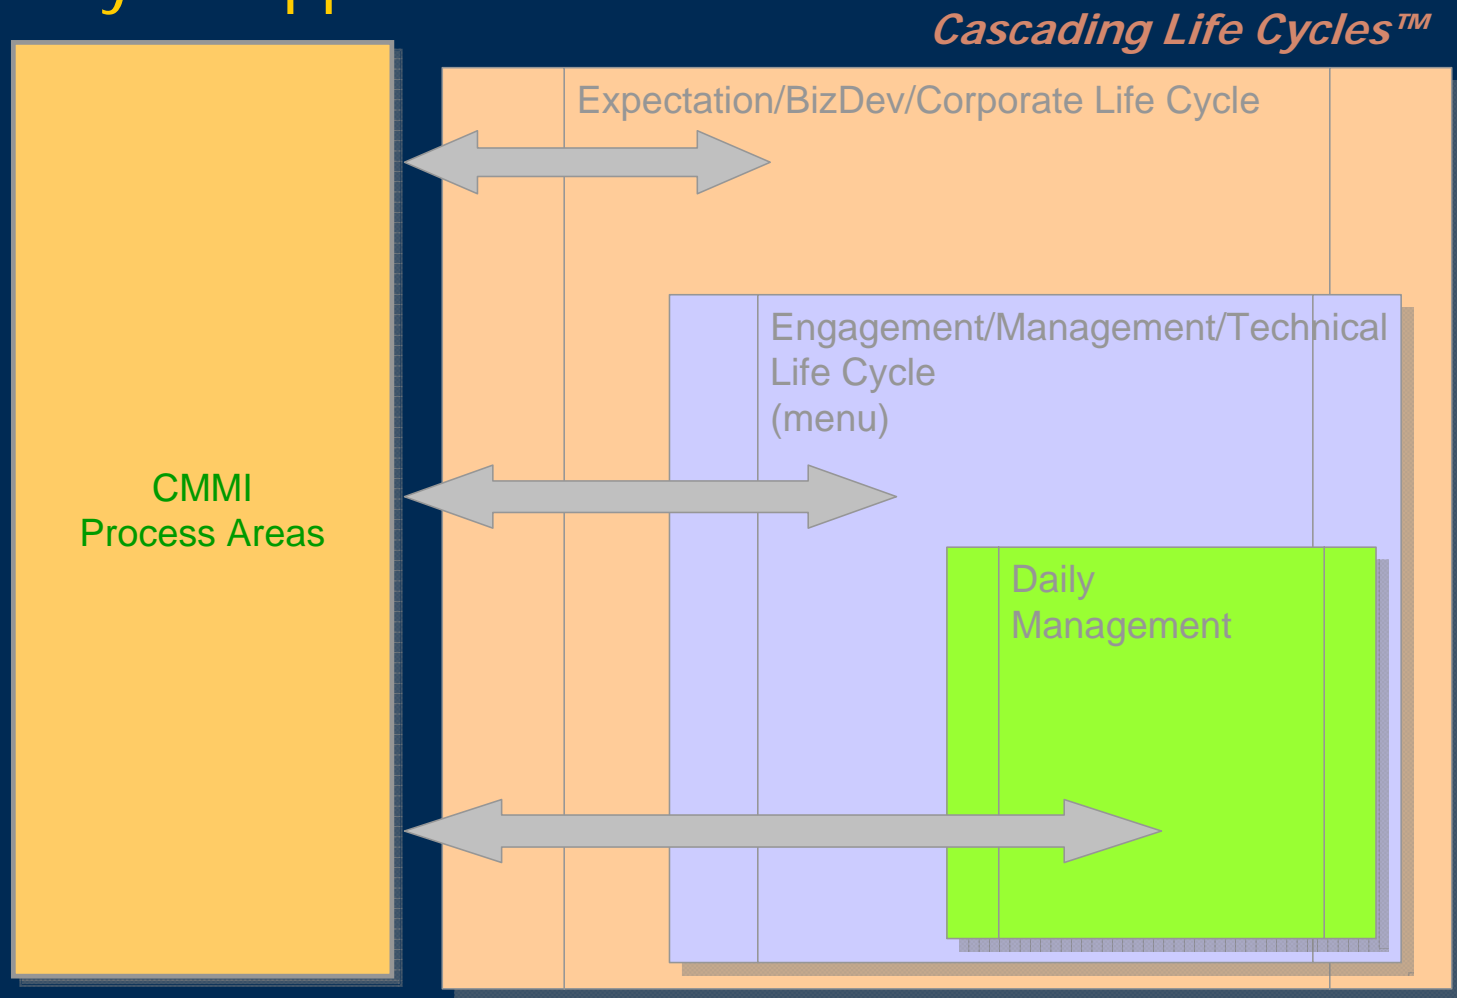 Cascading Life Cycles™
Expectation/BizDev/Corporate Life Cycle
Engagement/Management/Technical
Life Cycle
(menu)
CMMI
Process Areas
Daily
Management